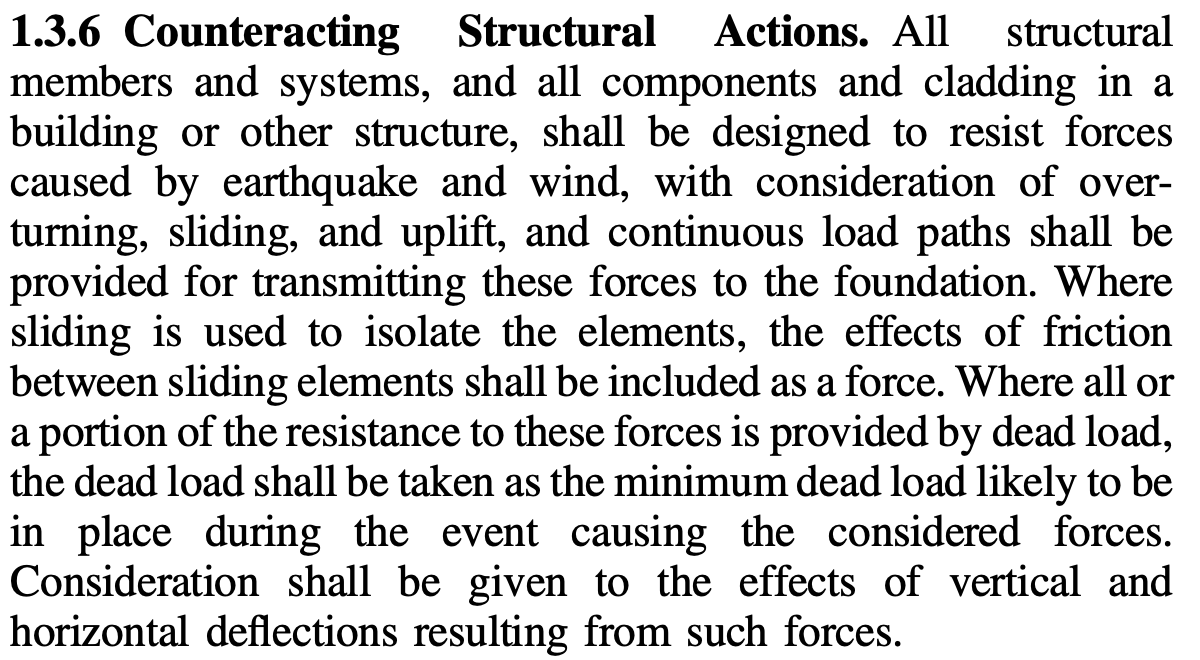 1.3.6 Counteracting Structural Actions. All structural
members and systems, and all components and cladding in a
building or other structure, shall be designed to resist forces
caused by earthquake and wind, with consideration of over-
turning, sliding, and uplift, and continuous load paths shall be
provided for transmitting these forces to the foundation. Where
sliding is used to isolate the elements, the effects of friction
between sliding elements shall be included as a force. Where all or
a portion of the resistance to these forces is provided by dead load,
the dead load shall be taken as the minimum dead load likely to be
in place during the event causing the considered forces.
Consideration shall be given to the effects of vertical and
horizontal deflections resulting from such forces.